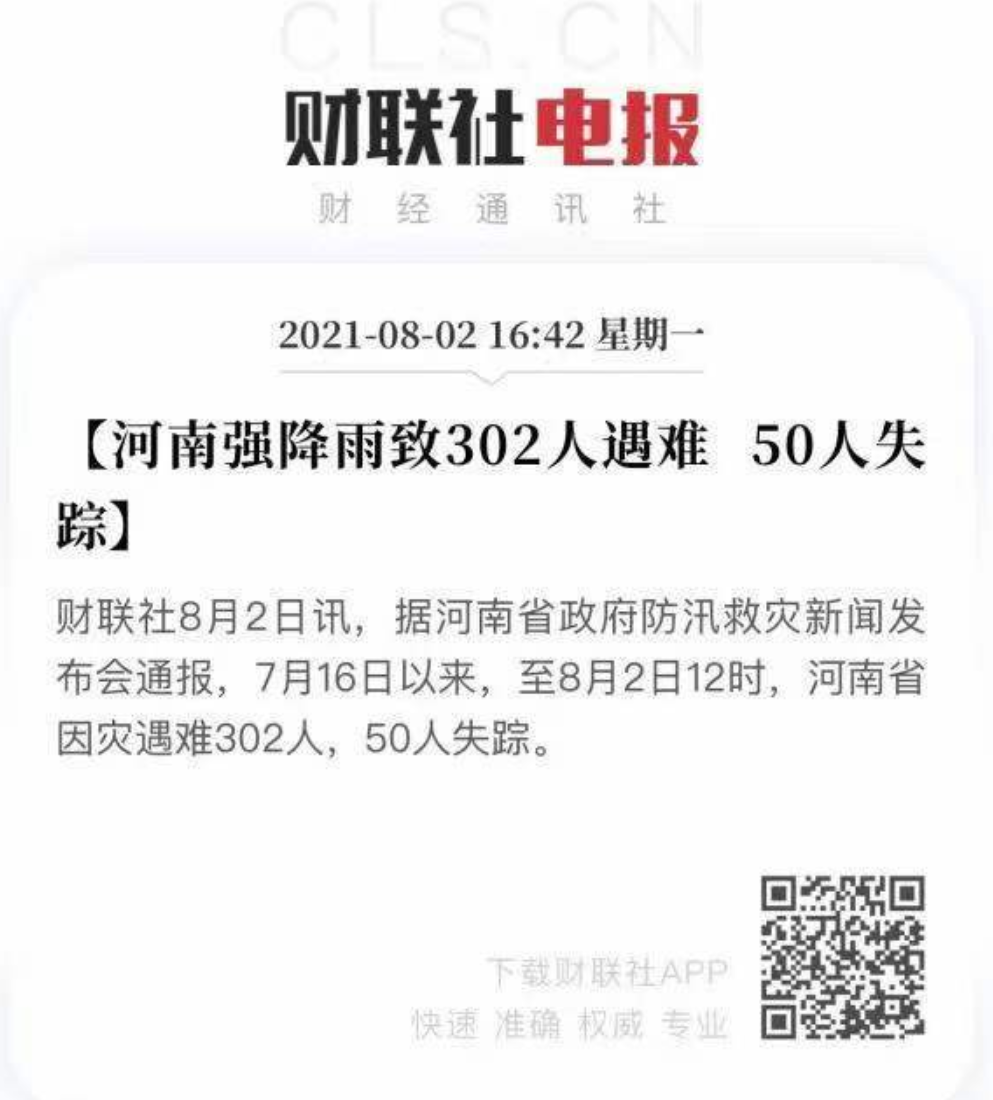 CLS.CN
财联社电报
财经通讯社
2021-08-02 16:42 星期一
【河南强降雨致302人遇难 50人失
踪】
财联社8月2日讯，据河南省政府防汛救灾新闻发
布会通报，7月16日以来，至8月2日12时，河南省
因灾遇难302人，50人失踪。
下载财联社APP
快速 准确 权威 专业